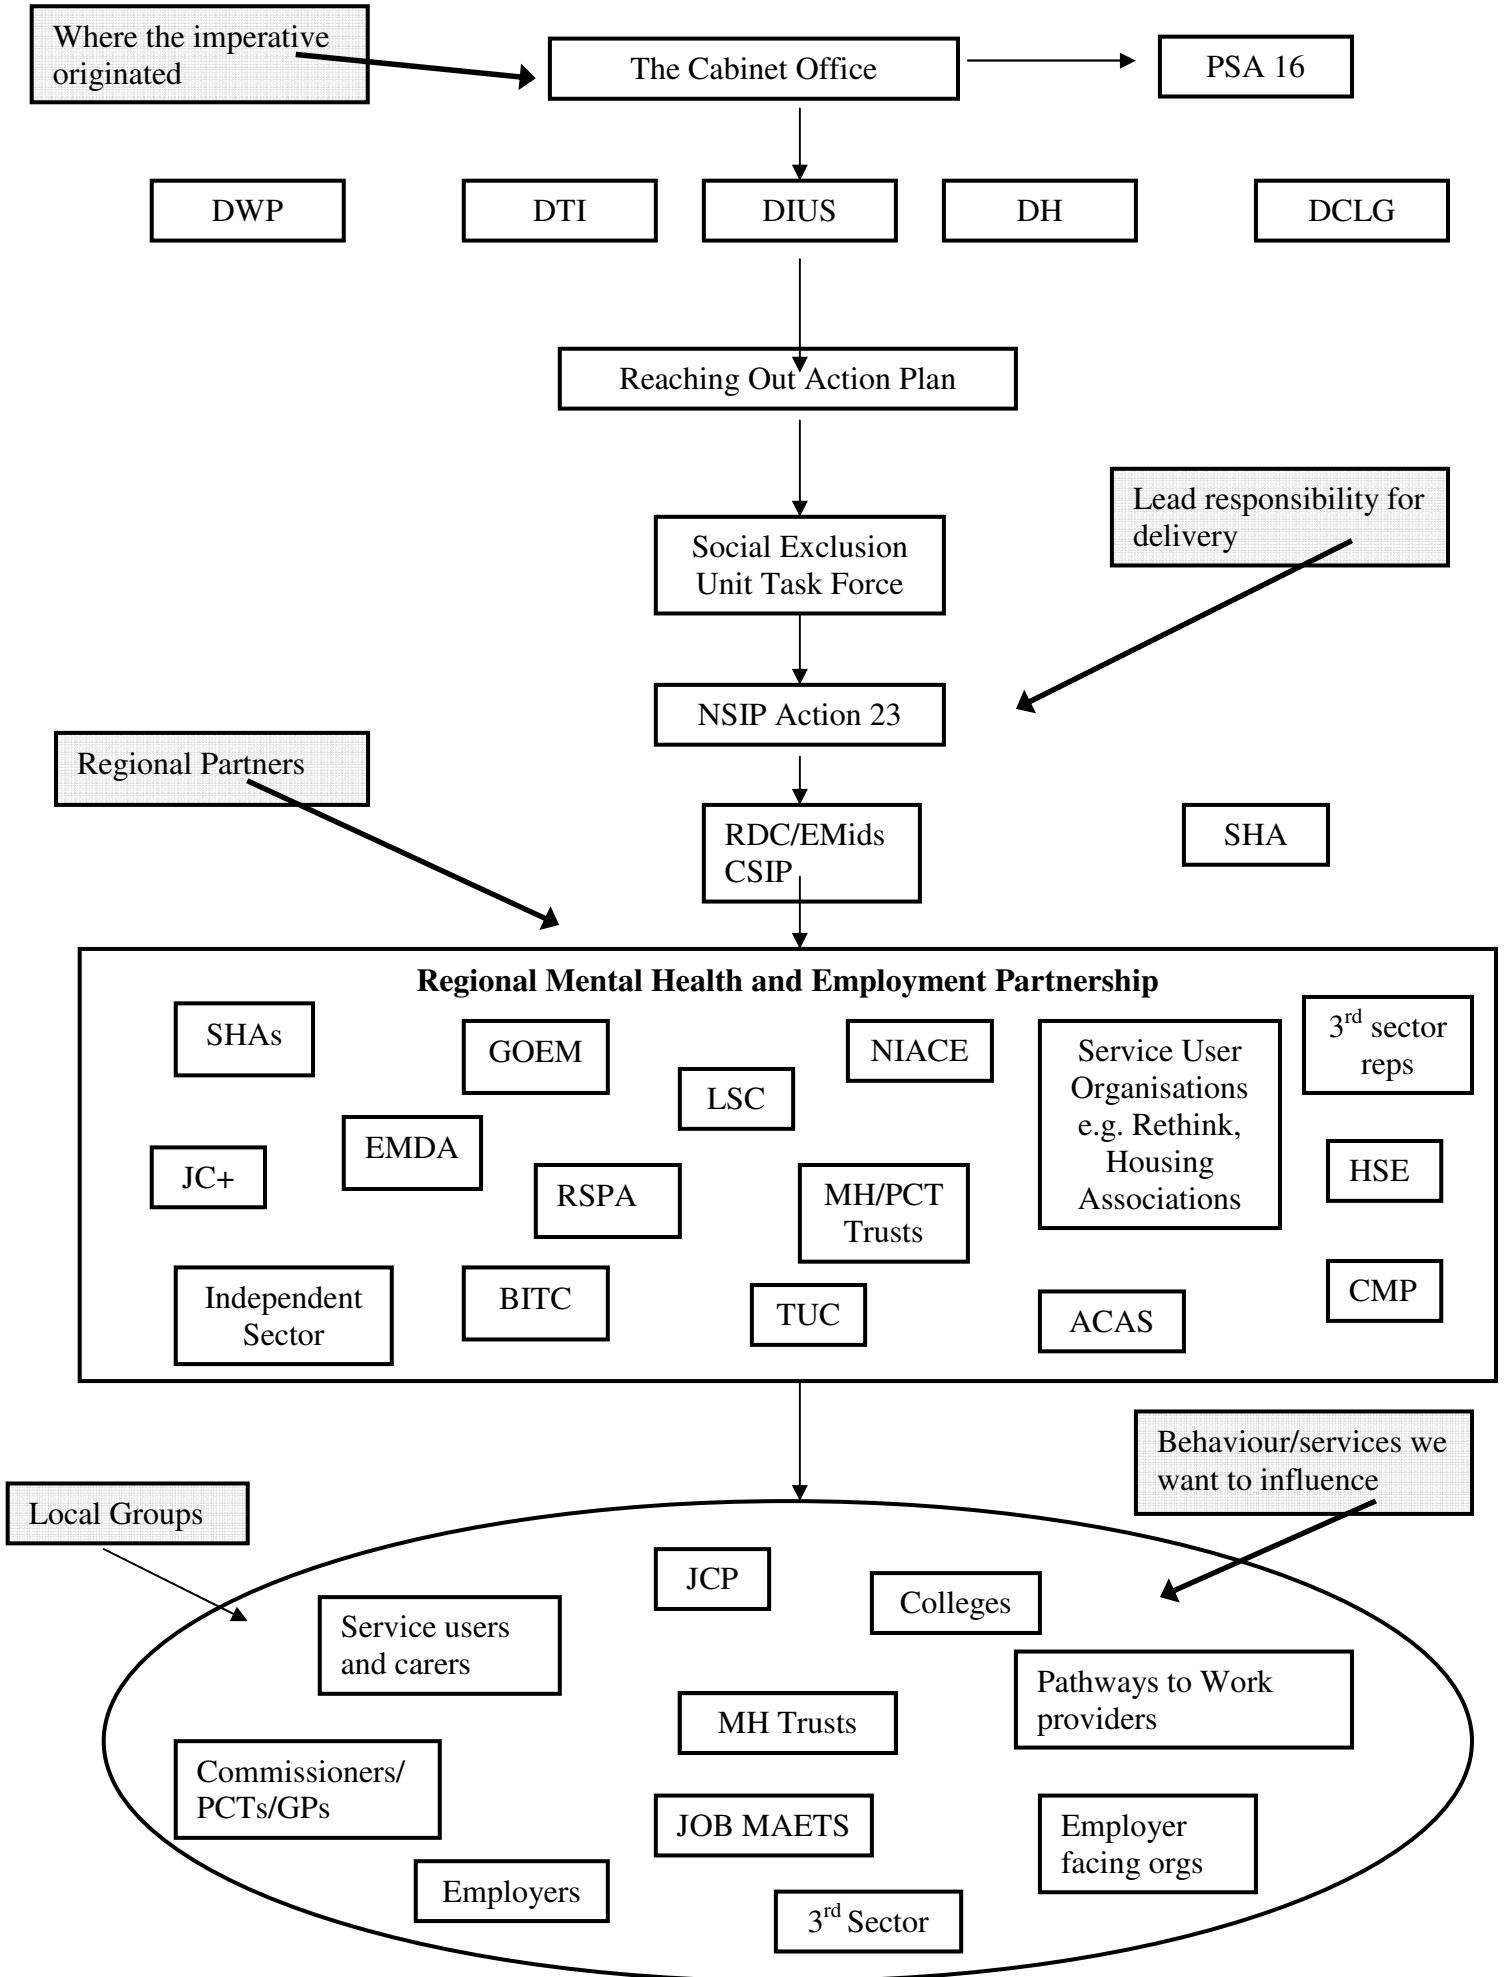 Where the imperative
originated
The Cabinet Office
PSA 16
DWP
DTI
DIUS
DH
DCLG
Reaching Out Action Plan
Lead responsibility for
delivery
Social Exclusion
Unit Task Force
NSIP Action 23
Regional Partners
RDC/EMids
CSIP
SHA
Regional Mental Health and Employment Partnership
SHAs
GOEM
NIACE
Service User
Organisations
e.g. Rethink,
Housing
Associations
3rd sector
reps
LSC
EMDA
JC+
RSPA
MH/PCT
Trusts
HSE
Independent
Sector
BITC
TUC
ACAS
CMP
Behaviour/services we
want to influence
Local Groups
JCP
Colleges
Service users
and carers
Pathways to Work
providers
MH Trusts
Commissioners/
PCTs/GPs
JOB MAETS
Employer
facing orgs
Employers
3rd Sector